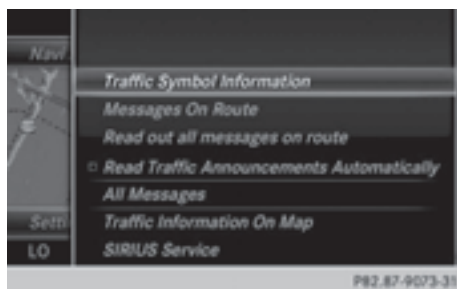 Navi
Traffic Symbol Information
Messages On Route
Read out all messages on route
Read Traffic Announcements Automatically
All Messages
Setti
Traffic Information On Map
LO
SIRIUS Service
P82.87-9073-31